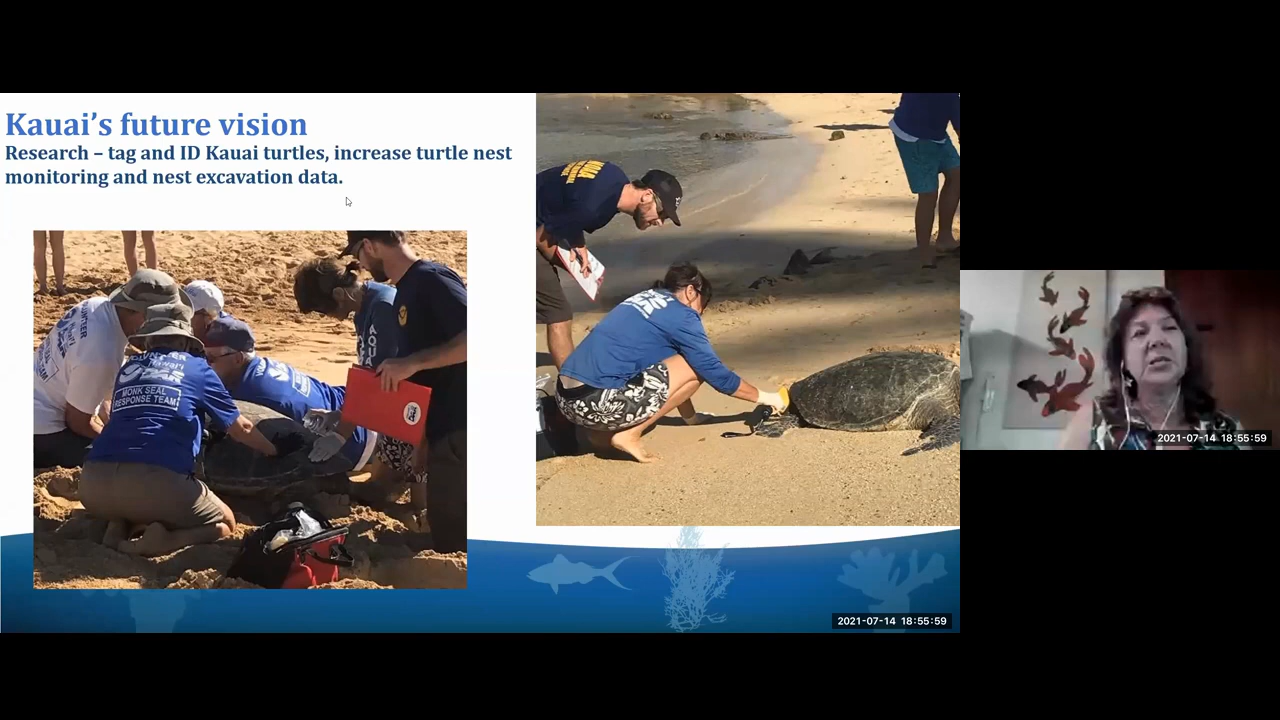 Kauai's future vision
Research – tag and ID Kauai turtles, increase turtle nest
monitoring and nest excavation data.
VOLUNTEER
MONK SEAL
RESPONSE TEAM
2021-07-14 18:55:59
2021-07-14 18:55:59